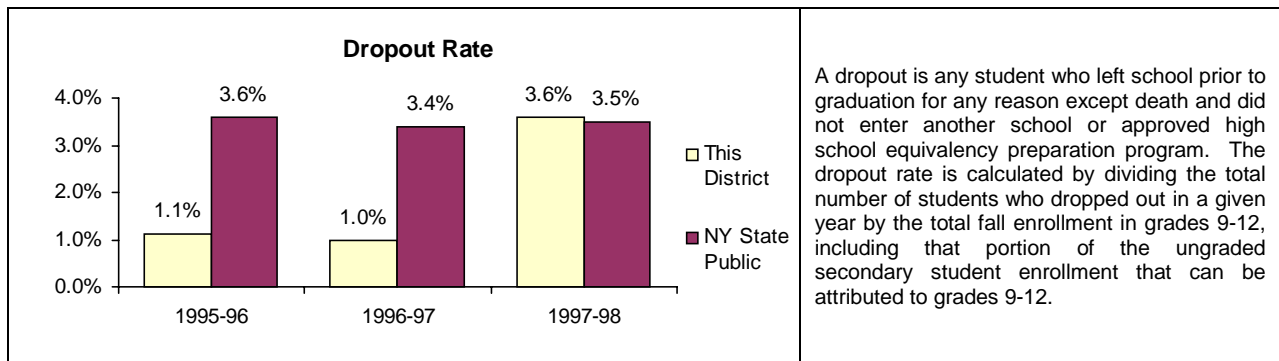 Dropout Rate
4.0%
3.0%
2.0%
1.0%
0.0%
1.1%
3.6%
1.0%
3.4%
3.6%
3.5%
1995-96
1996-97
1997-98
This
District
NY State
Public
A dropout is any student who left school prior to
graduation for any reason except death and did
not enter another school or approved high
school equivalency preparation program. The
dropout rate is calculated by dividing the total
number of students who dropped out in a given
year by the total fall enrollment in grades 9-12,
including that portion of the ungraded
secondary student enrollment that can be
attributed to grades 9-12.